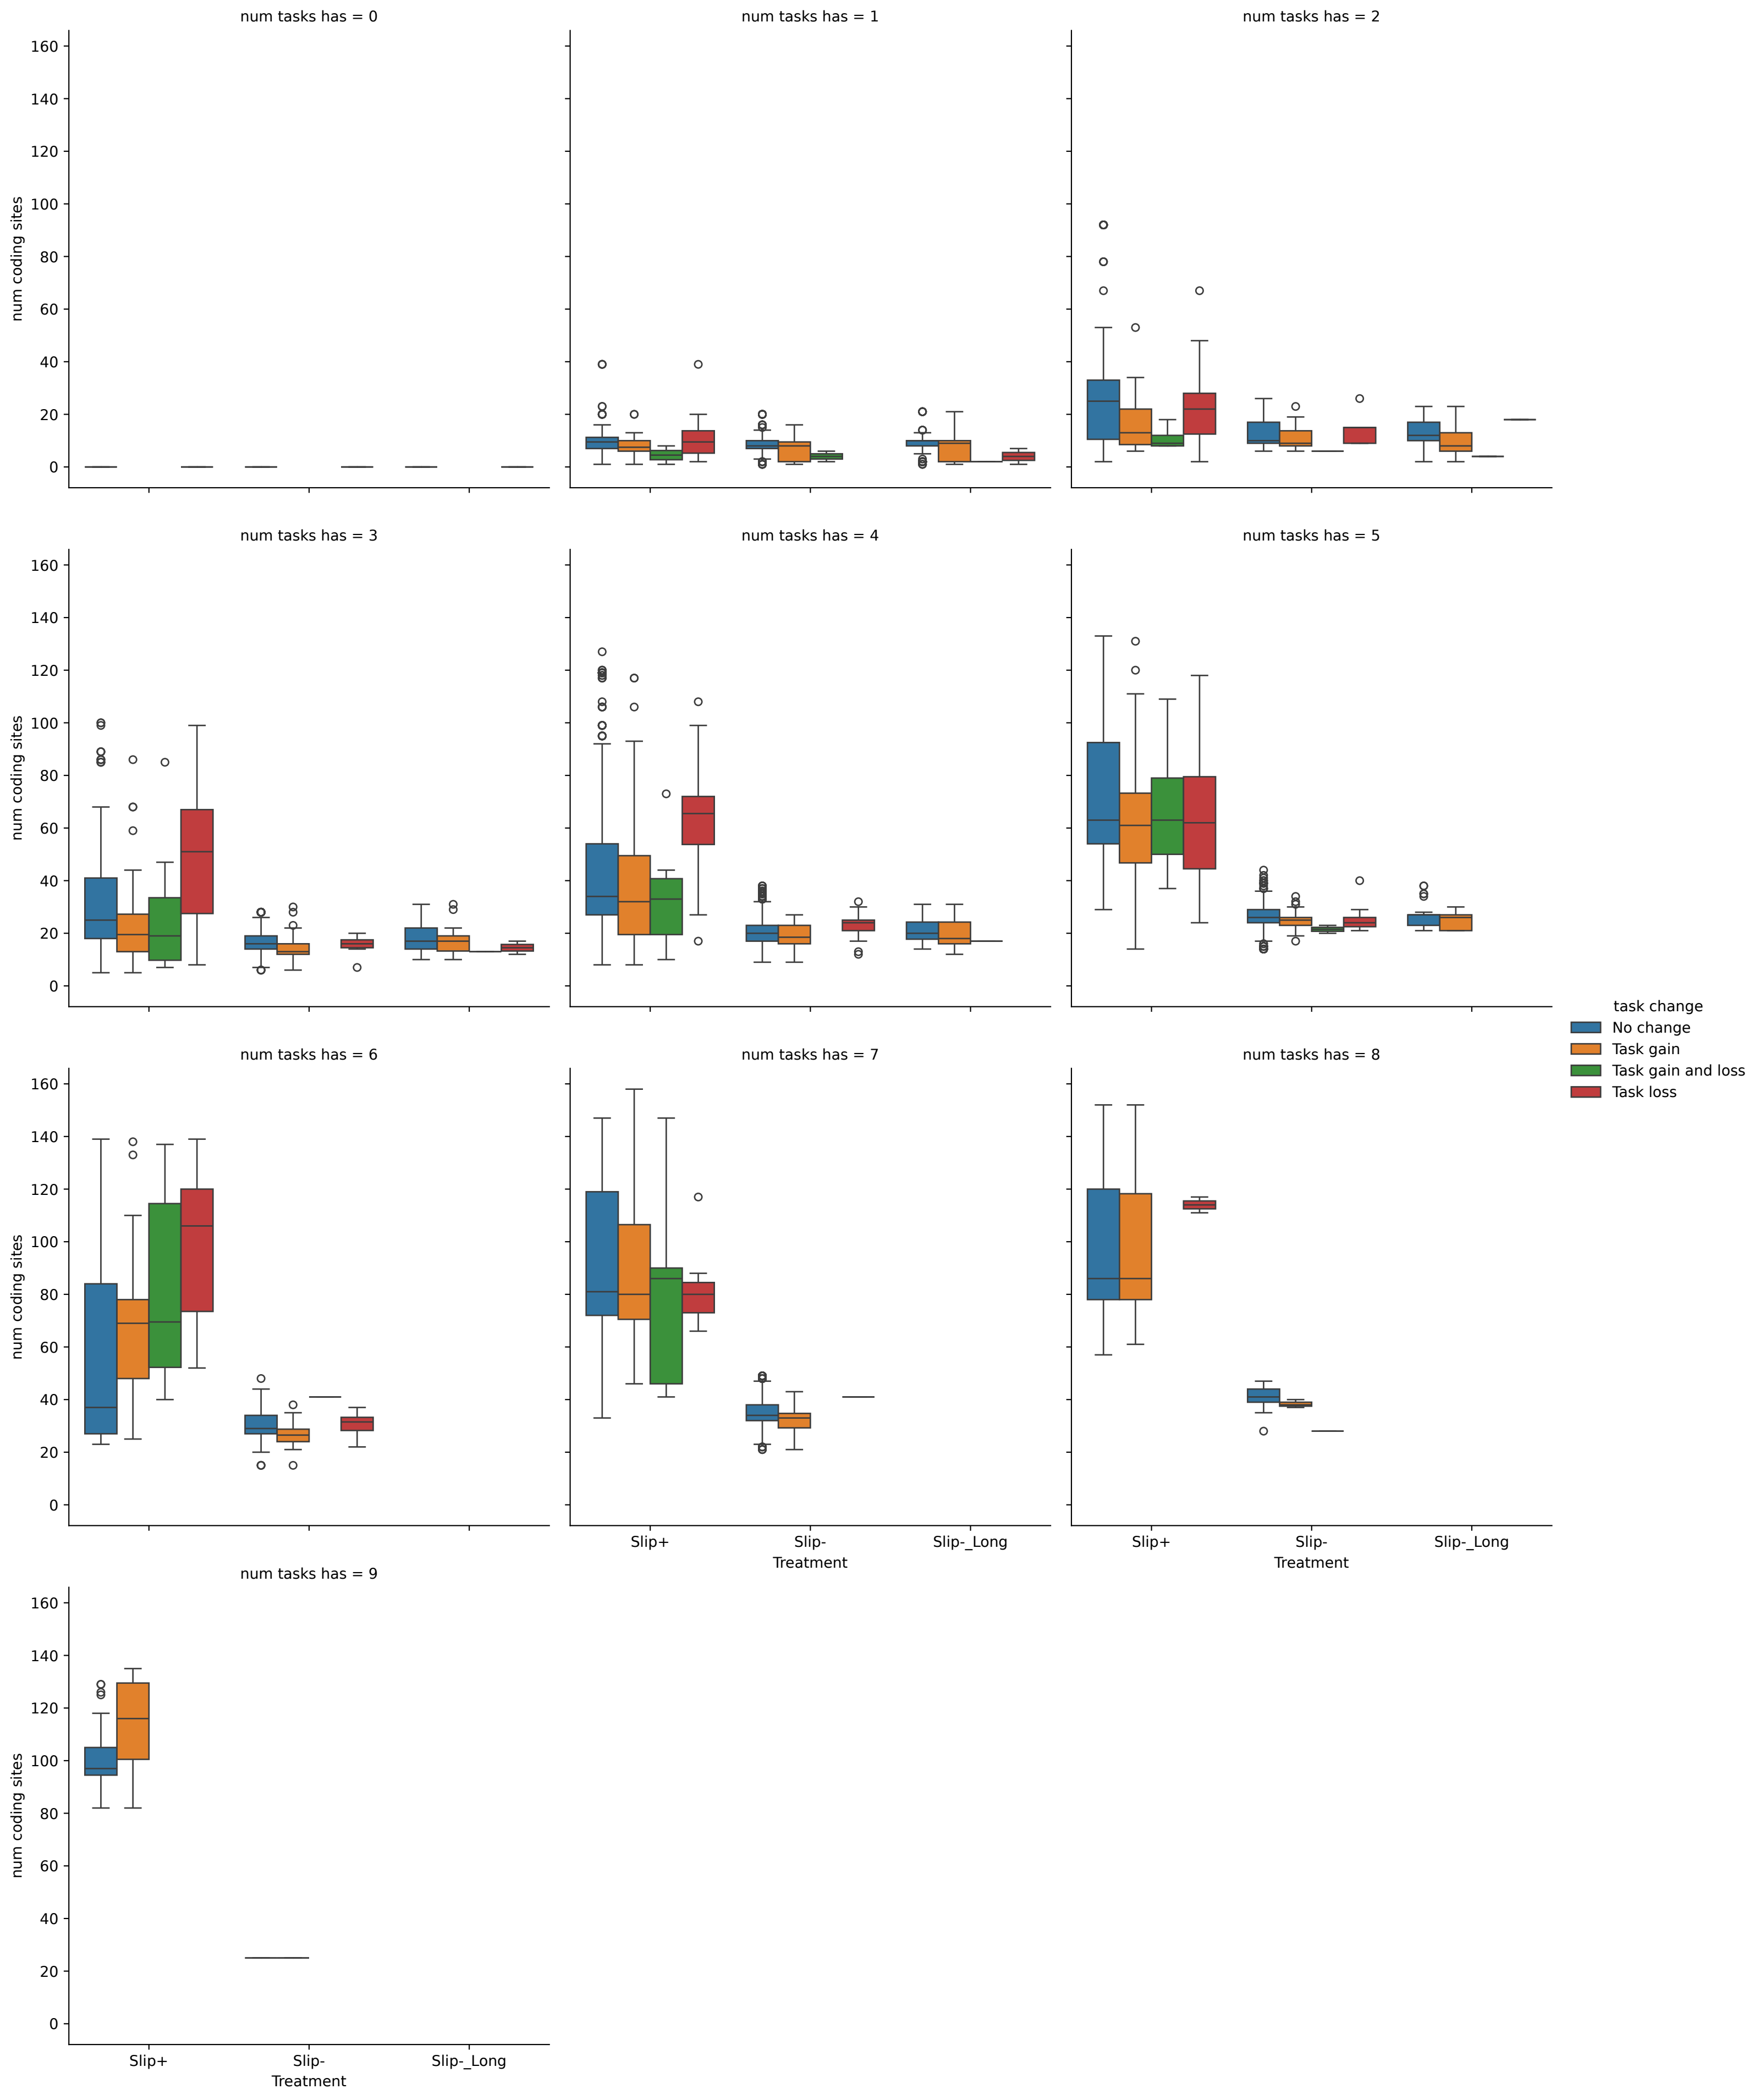 num tasks has = 0
num tasks has = 1
num tasks has = 2
160
140
120
100
80
60
40
20
0
num coding sites
num tasks has = 3
num tasks has = 4
num tasks has = 5
160
140
120
100
80
60
40
20
0
num coding sites
task change
No change
Task gain
Task gain and loss
Task loss
num tasks has = 6
num tasks has = 7
num tasks has = 8
160
140
120
100
80
60
40
20
0
num coding sites
Slip+ Slip- Slip-_Long
Treatment
Slip+ Slip- Slip-_Long
Treatment
num tasks has = 9
160
140
120
100
80
60
40
20
0
num coding sites
Slip+ Slip- Slip-_Long
Treatment